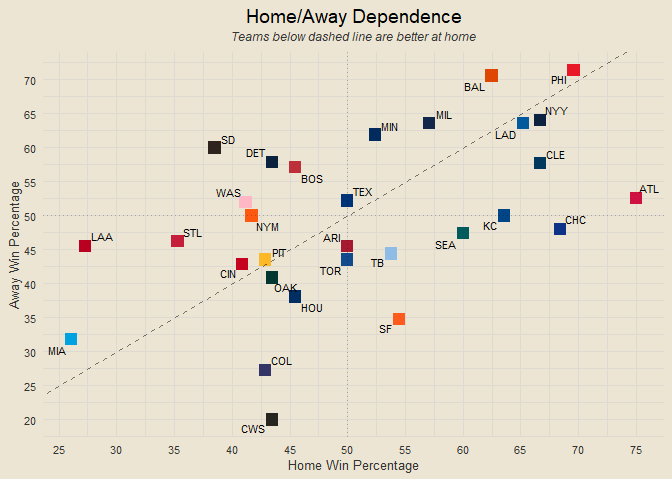 Home/Away Dependence
Teams below dashed line are better at home
Away Win Percentage
70
65
60
55
50
45
40
35
30
25
20
BAL
PHI
MIN
MIL
NYY
LAD
SD
DET
BOS
CLE
WAS
TEX
ATL
NYM
KC
CHC
LAA
STL
ARI
SEA
PIT
TOR
TB
CIN
OAK
HOU
SF
MIA
COL
CWS
25
30
35
40
45
50
55
60
65
70
75
Home Win Percentage